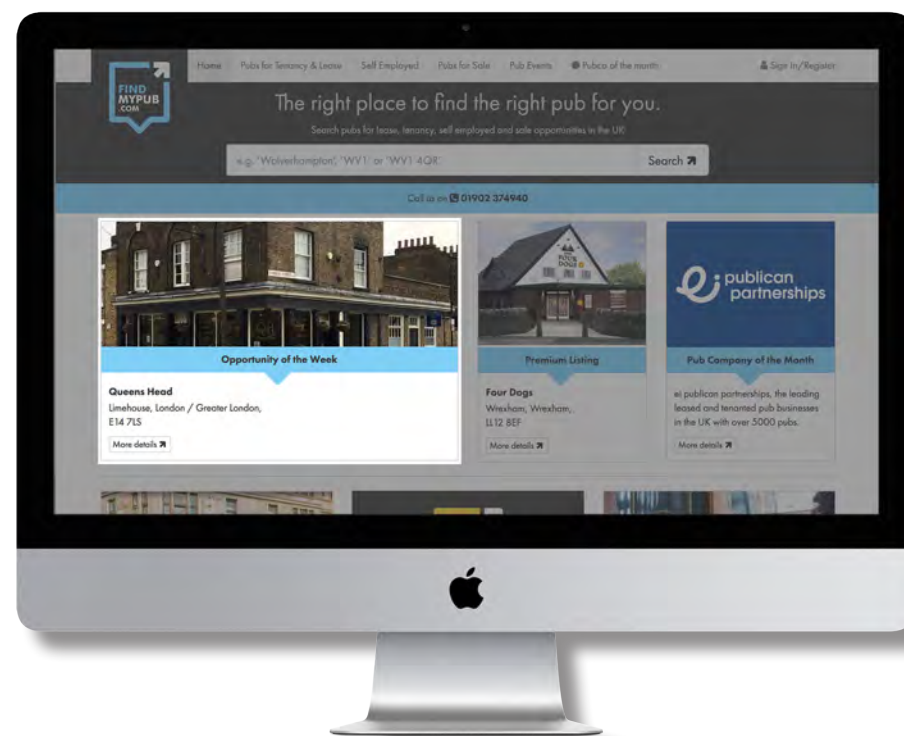 FIND
MYPUB
.COM
Home Pubs for Tenancy & Lease Self Employed Pubs for Sale Pub Events Pubco of the month Sign In/Register
The right place to find the right pub for you.
Search pubs for lease, tenancy, self employed and sale opportunities in the UK
e.g. 'Wolverhampton', 'WV1' or 'WV1 4QR' Search
Call us on 01902 374940
FOUR
DOGS
ei publican
partnerships
Opportunity of the Week
Premium Listing
Pub Company of the Month
Queens Head
Limehouse, London / Greater London,
E14 7LS
More details
Four Dogs
Wrexham, Wrexham,
LL12 8EF
More details
ei publican partnerships, the leading
leased and tenanted pub businesses
in the UK with over 5000 pubs.
More details